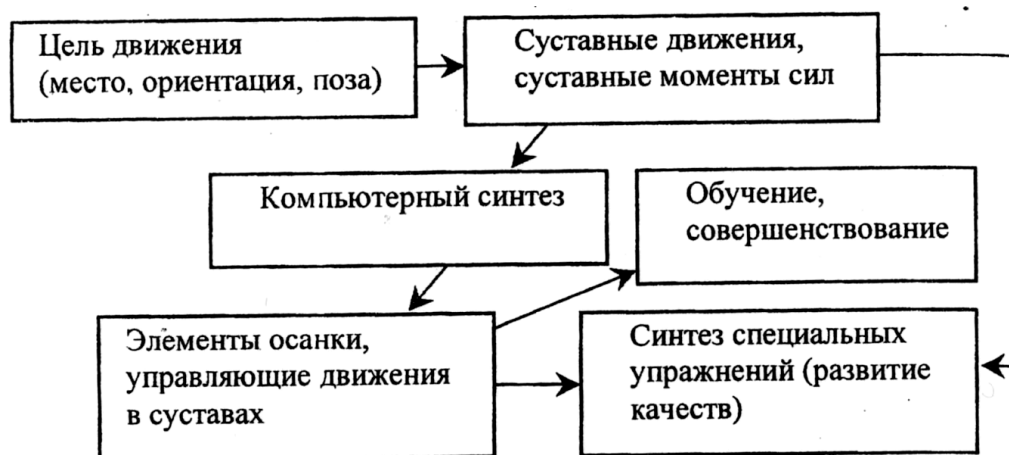 Цель движения
(место, ориентация, поза)
Суставные движения,
суставные моменты сил
Компьютерный синтез
Обучение,
совершенствование
Элементы осанки,
управляющие движения
в суставах
Синтез специальных
упражнений (развитие
качеств)